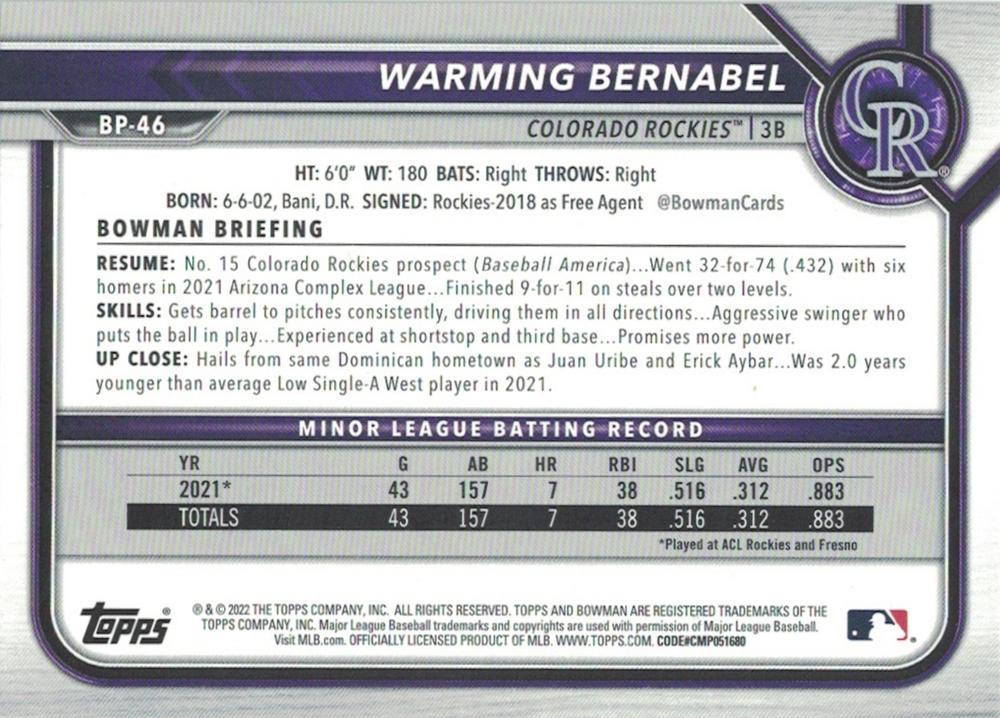 WARMING BERNABEL
CR®
BP-46
COLORADO ROCKIES™ | 3B
HT: 6'0" WT: 180 BATS: Right THROWS: Right
BORN: 6-6-02, Bani, D.R. SIGNED: Rockies-2018 as Free Agent @BowmanCards
BOWMAN BRIEFING
RESUME: No. 15 Colorado Rockies prospect (Baseball America)...Went 32-for-74 (.432) with six
homers in 2021 Arizona Complex League...Finished 9-for-11 on steals over two levels.
SKILLS: Gets barrel to pitches consistently, driving them in all directions...Aggressive swinger who
puts the ball in play...Experienced at shortstop and third base...Promises more power.
UP CLOSE: Hails from same Dominican hometown as Juan Uribe and Erick Aybar...Was 2.0 years
younger than average Low Single-A West player in 2021.
MINOR LEAGUE BATTING RECORD
YR G AB HR RBI SLG AVG OPS
2021* 43 157 7 38 .516 .312 .883
TOTALS 43 157 7 38 .516 .312 .883
*Played at ACL Rockies and Fresno
Topps®
® & © 2022 THE TOPPS COMPANY, INC. ALL RIGHTS RESERVED. TOPPS AND BOWMAN ARE REGISTERED TRADEMARKS OF THE
TOPPS COMPANY, INC. Major League Baseball trademarks and copyrights are used with permission of Major League Baseball.
Visit MLB.com. OFFICIALLY LICENSED PRODUCT OF MLB. WWW.TOPPS.COM. CODE#CMP051680